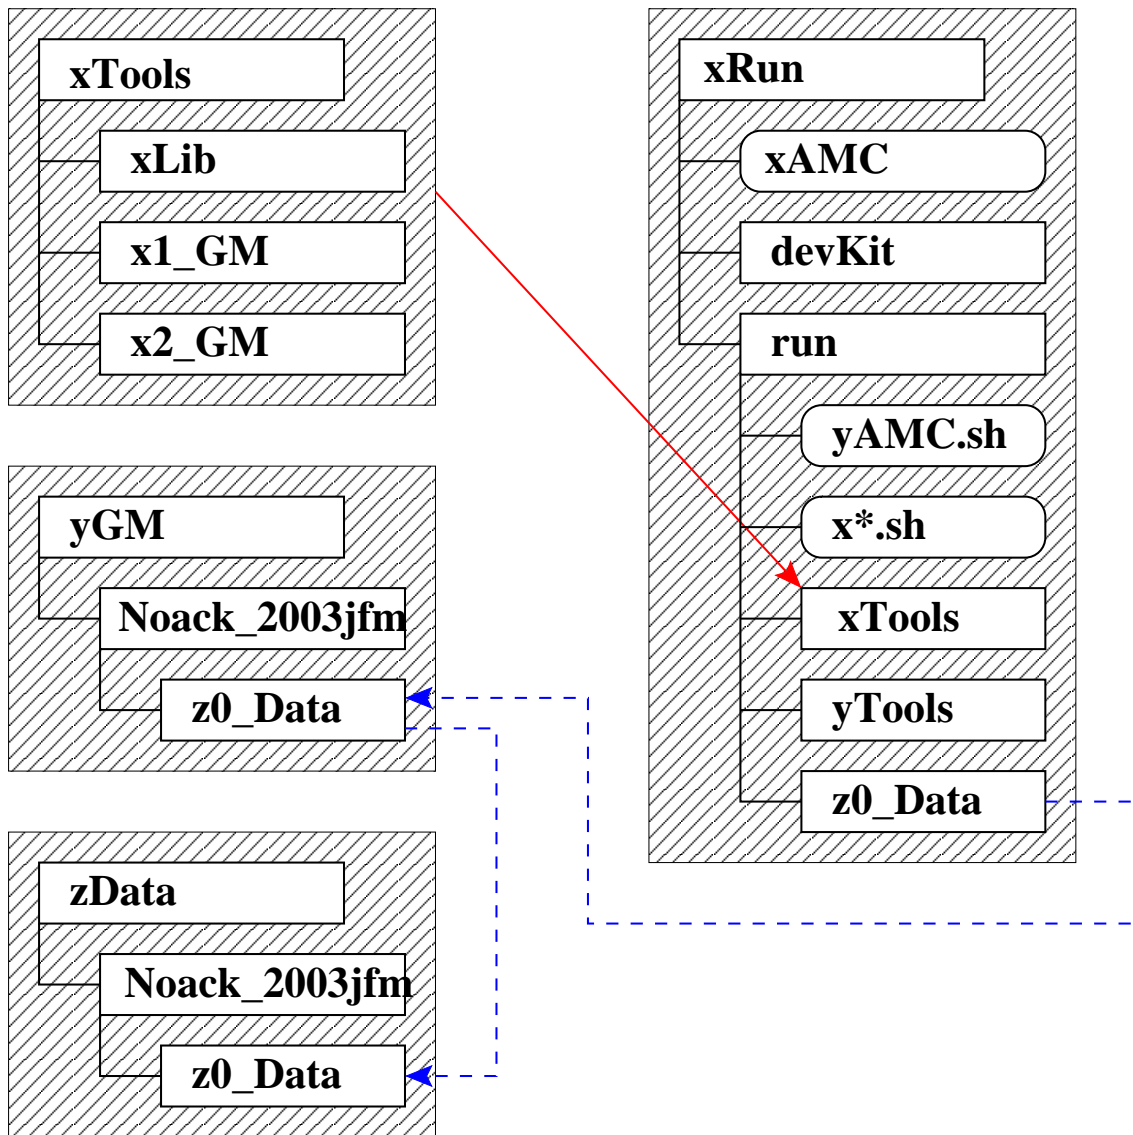 xTools
xLib
x1_GM
x2_GM
yGM
Noack_2003jfm
z0_Data
zData
Noack_2003jfm
z0_Data
xRun
xAMC
devKit
run
yAMC.sh
x*.sh
xTools
yTools
z0_Data